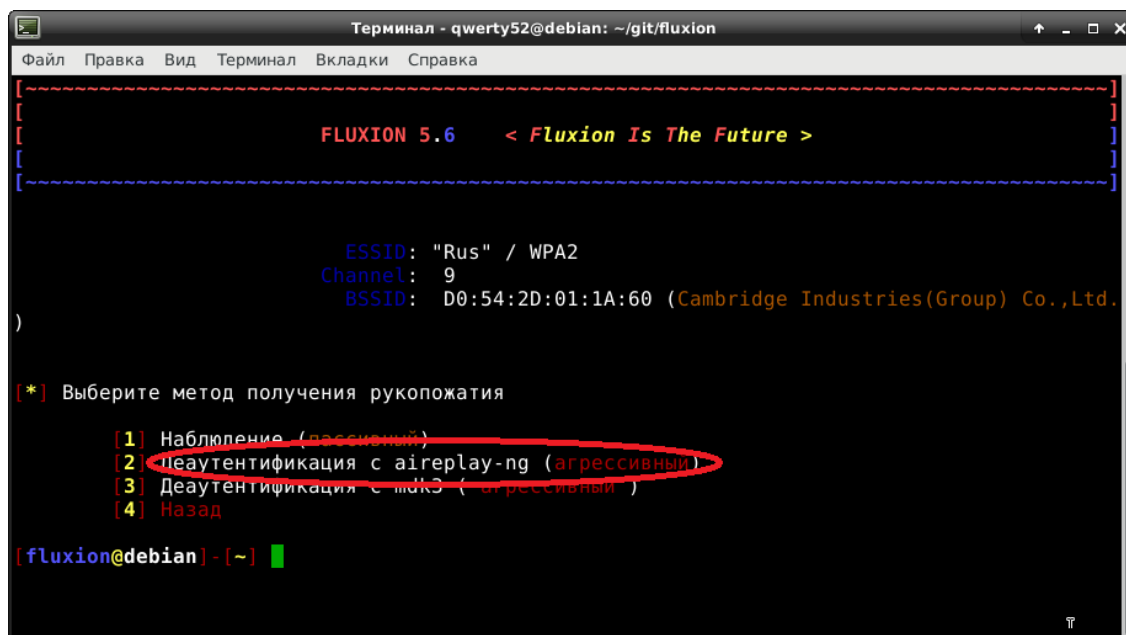 Терминал - qwerty52@debian: ~/git/fluxion
Файл Правка Вид Терминал Вкладки Справка
[~~~~~~~~~~~~~~~~~~~~~~~~~~~~~~~~~~~~~~~~~~~~~~~~~~~~~~~~~~~~~~~~~~~~~~~~~~~~~~~~~~~~~~~~]
[ ]
[ FLUXION 5.6 < Fluxion Is The Future > ]
[ ]
[~~~~~~~~~~~~~~~~~~~~~~~~~~~~~~~~~~~~~~~~~~~~~~~~~~~~~~~~~~~~~~~~~~~~~~~~~~~~~~~~~~~~~~~~]
ESSID: "Rus" / WPA2
Channel: 9
BSSID: D0:54:2D:01:1A:60 (Cambridge Industries(Group) Co.,Ltd.
)
[*] Выберите метод получения рукопожатия
[1] Наблюдение (пассивный)
[2] Деаутентификация с aireplay-ng (агрессивный)
[3] Деаутентификация с mdk3 ( агрессивный )
[4] Назад
[fluxion@debian]-[~]